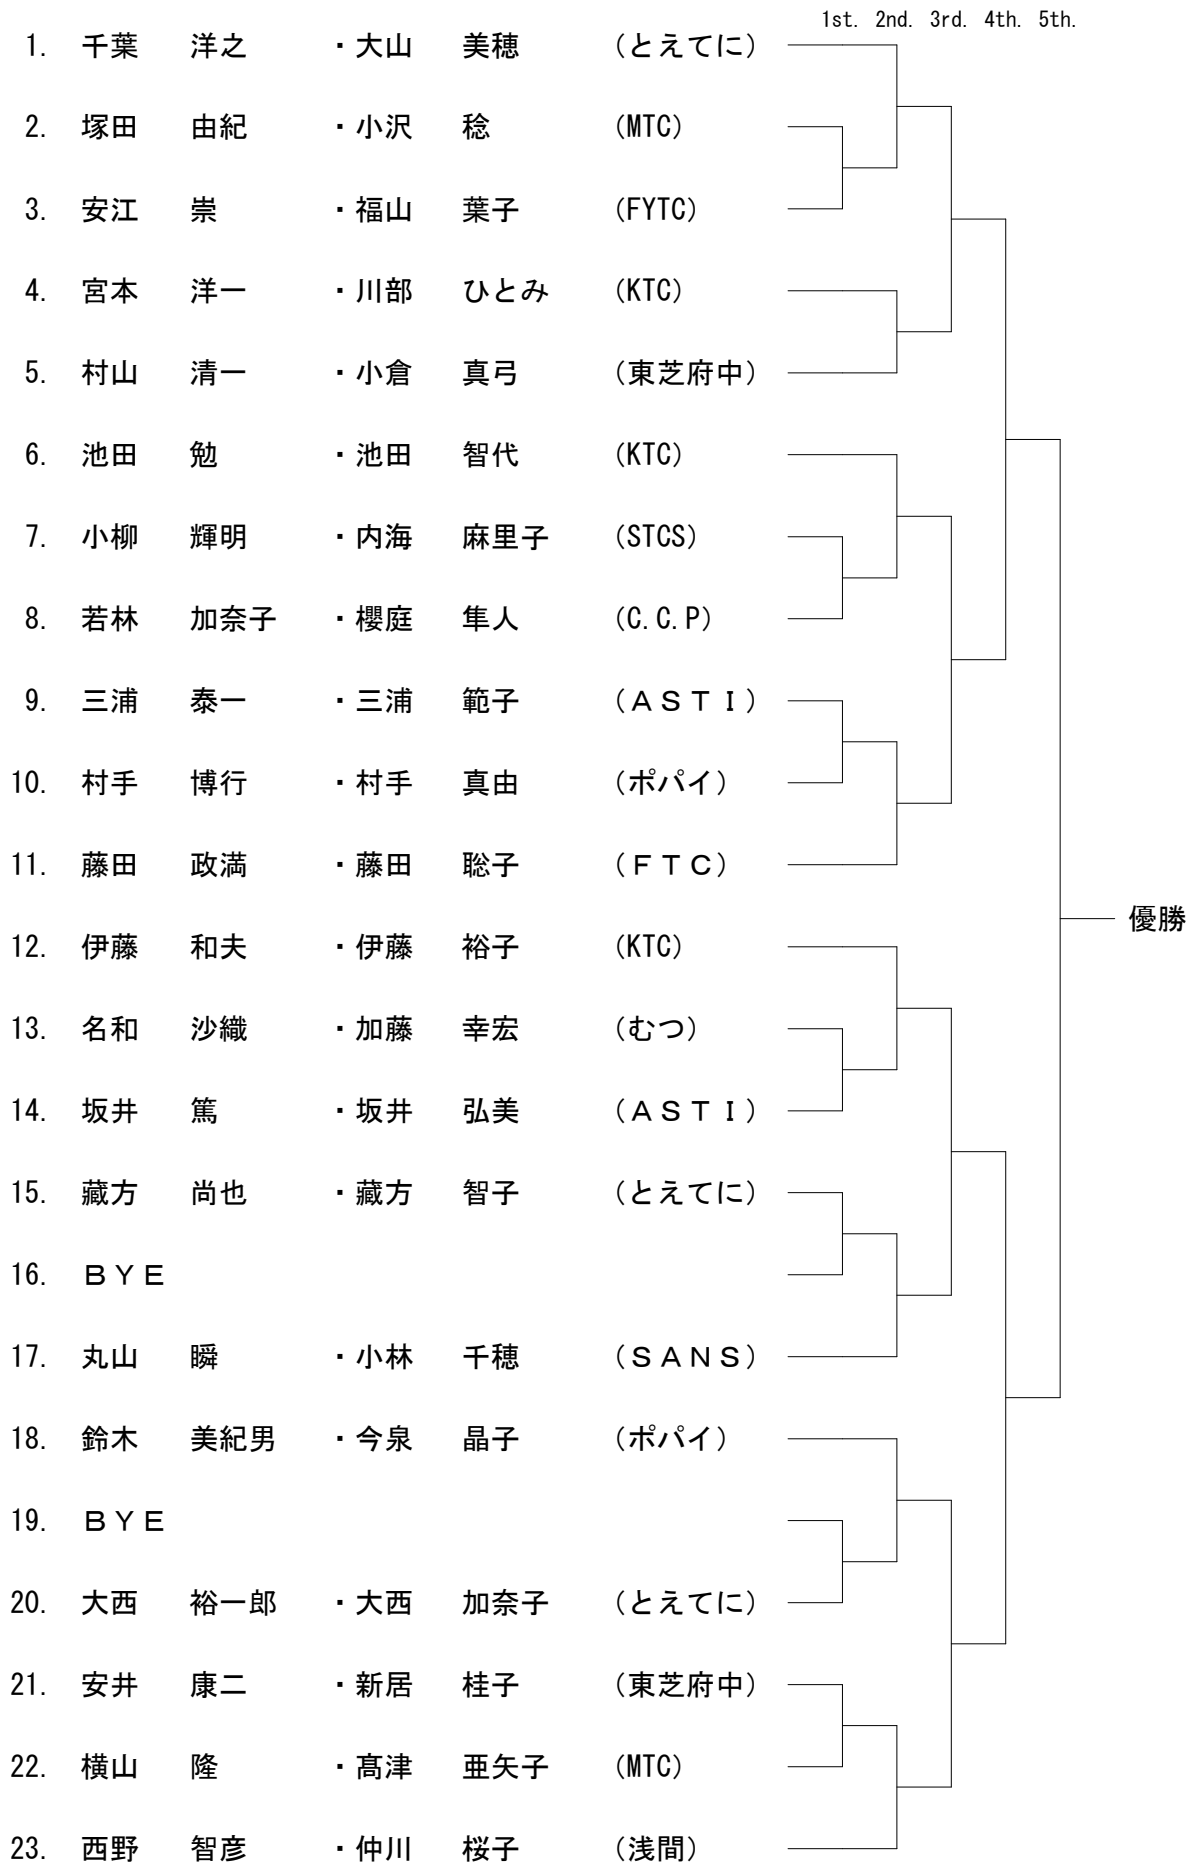 1st. 2nd. 3rd. 4th. 5th.
1. 千葉 洋之 ・大山 美穂 (とえてに)
2. 塚田 由紀 ・小沢 稔 (MTC)
3. 安江 崇 ・福山 葉子 (FYTC)
4. 宮本 洋一 ・川部 ひとみ (KTC)
5. 村山 清一 ・小倉 真弓 (東芝府中)
6. 池田 勉 ・池田 智代 (KTC)
7. 小柳 輝明 ・内海 麻里子 (STCS)
8. 若林 加奈子 ・櫻庭 隼人 (C.C.P)
9. 三浦 泰一 ・三浦 範子 (ＡＳＴＩ)
10. 村手 博行 ・村手 真由 (ポパイ)
11. 藤田 政満 ・藤田 聡子 (ＦＴＣ)
優勝
12. 伊藤 和夫 ・伊藤 裕子 (KTC)
13. 名和 沙織 ・加藤 幸宏 (むつ)
14. 坂井 篤 ・坂井 弘美 (ＡＳＴＩ)
15. 藏方 尚也 ・藏方 智子 (とえてに)
16. ＢＹＥ
17. 丸山 瞬 ・小林 千穂 (ＳＡＮＳ)
18. 鈴木 美紀男 ・今泉 晶子 (ポパイ)
19. ＢＹＥ
20. 大西 裕一郎 ・大西 加奈子 (とえてに)
21. 安井 康二 ・新居 桂子 (東芝府中)
22. 横山 隆 ・髙津 亜矢子 (MTC)
23. 西野 智彦 ・仲川 桜子 (浅間)